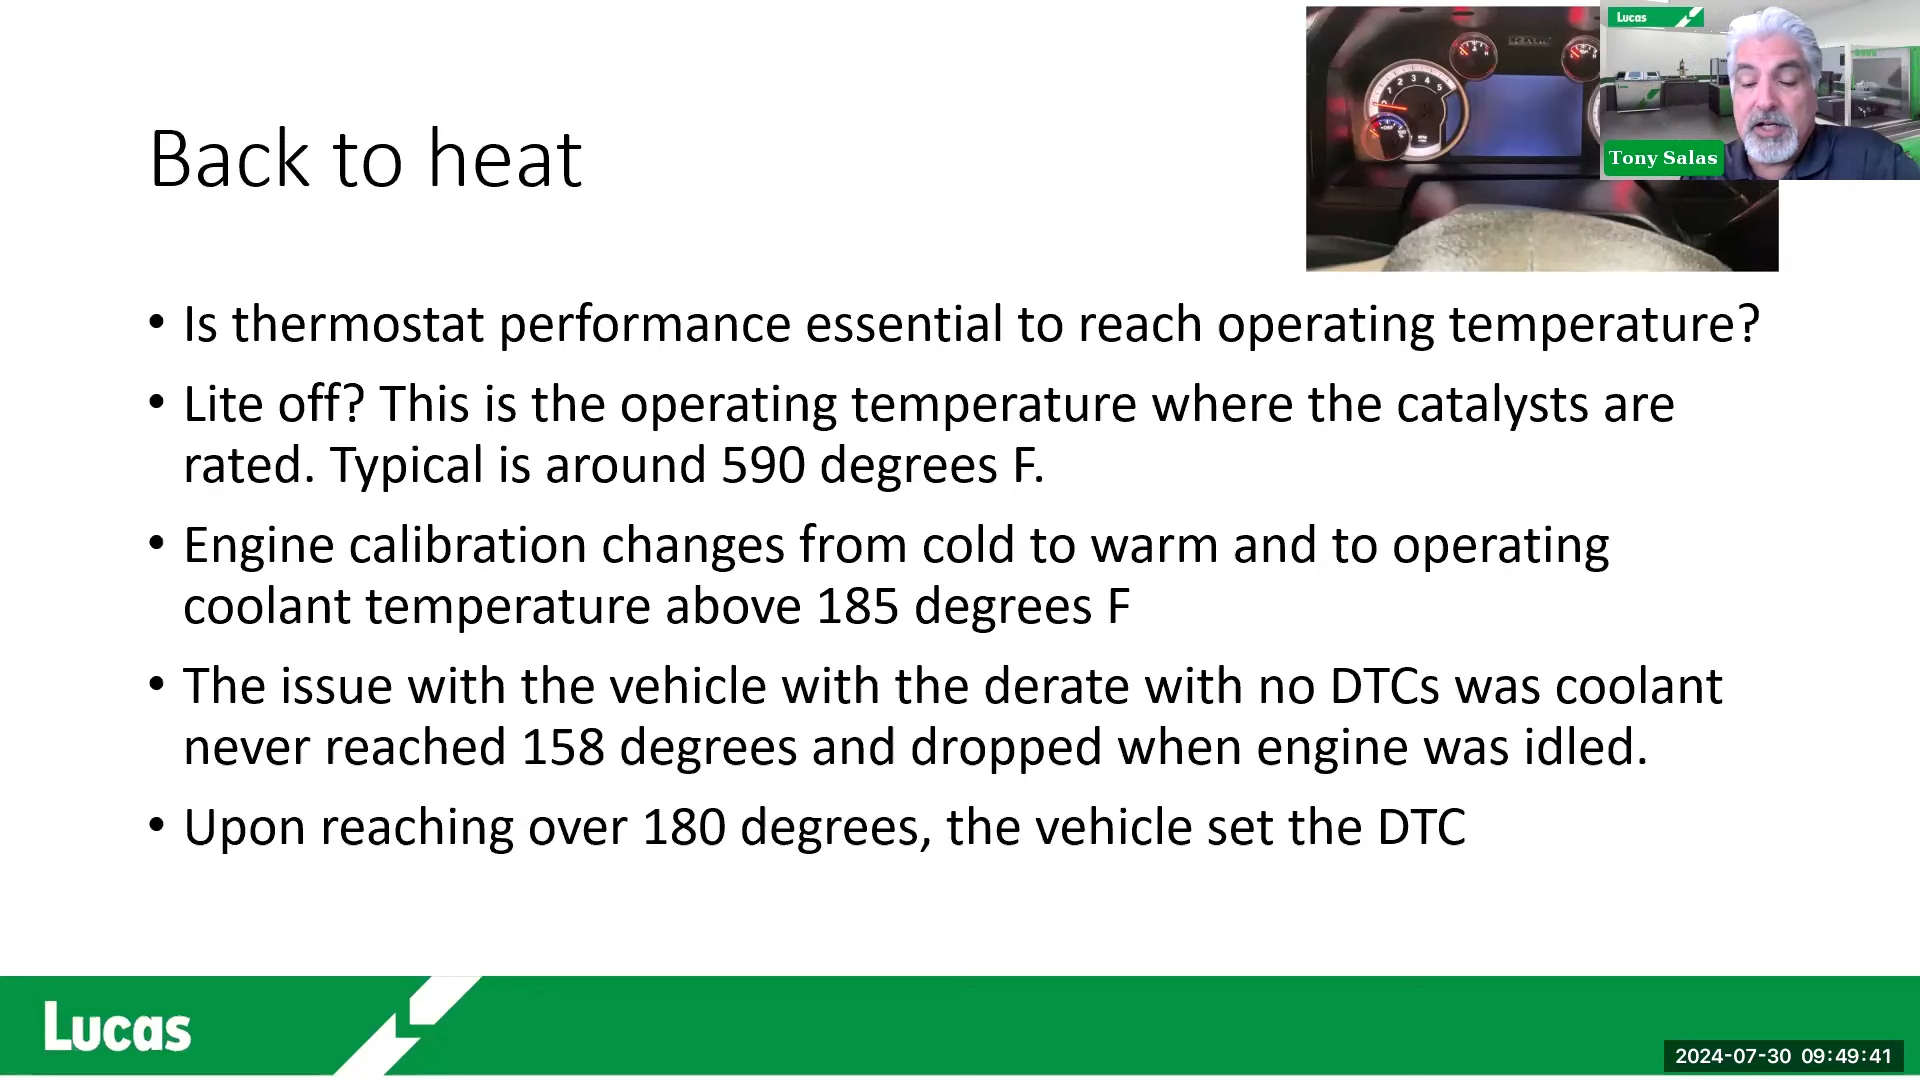 Lucas
Tony Salas
Back to heat
• Is thermostat performance essential to reach operating temperature?
• Lite off? This is the operating temperature where the catalysts are
rated. Typical is around 590 degrees F.
• Engine calibration changes from cold to warm and to operating
coolant temperature above 185 degrees F
• The issue with the vehicle with the derate with no DTCs was coolant
never reached 158 degrees and dropped when engine was idled.
• Upon reaching over 180 degrees, the vehicle set the DTC
Lucas
2024-07-30 09:49:41